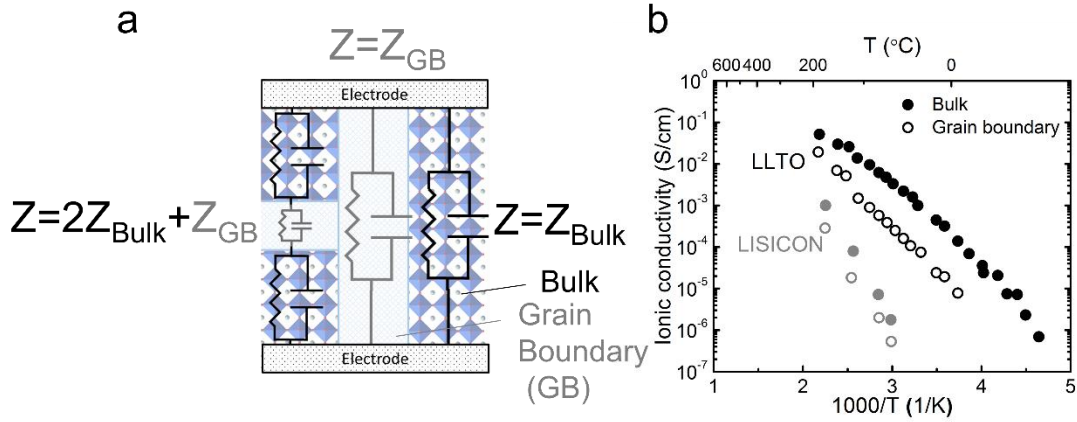 a
Z=Z_GB
Electrode
Z=2Z_Bulk+Z_GB
Z=Z_Bulk
Bulk
Grain
Boundary
(GB)
Electrode
b
T (°C)
600 400 200 0
10^0
10^-1
10^-2
10^-3
10^-4
10^-5
10^-6
10^-7
Ionic conductivity (S/cm)
Bulk
Grain boundary
LLTO
LISICON
1 2 3 4 5
1000/T (1/K)